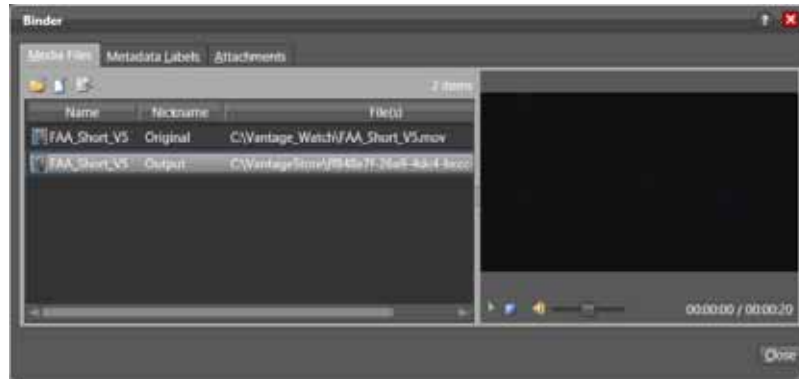 Binder
Media Files Metadata Labels Attachments
2 items
Name Nickname File(s)
FAA_Short_V5 Original C:\Vantage_Watch\FAA_Short_V5.mov
FAA_Short_V5 Output
00:00:00 / 00:00:20
Close